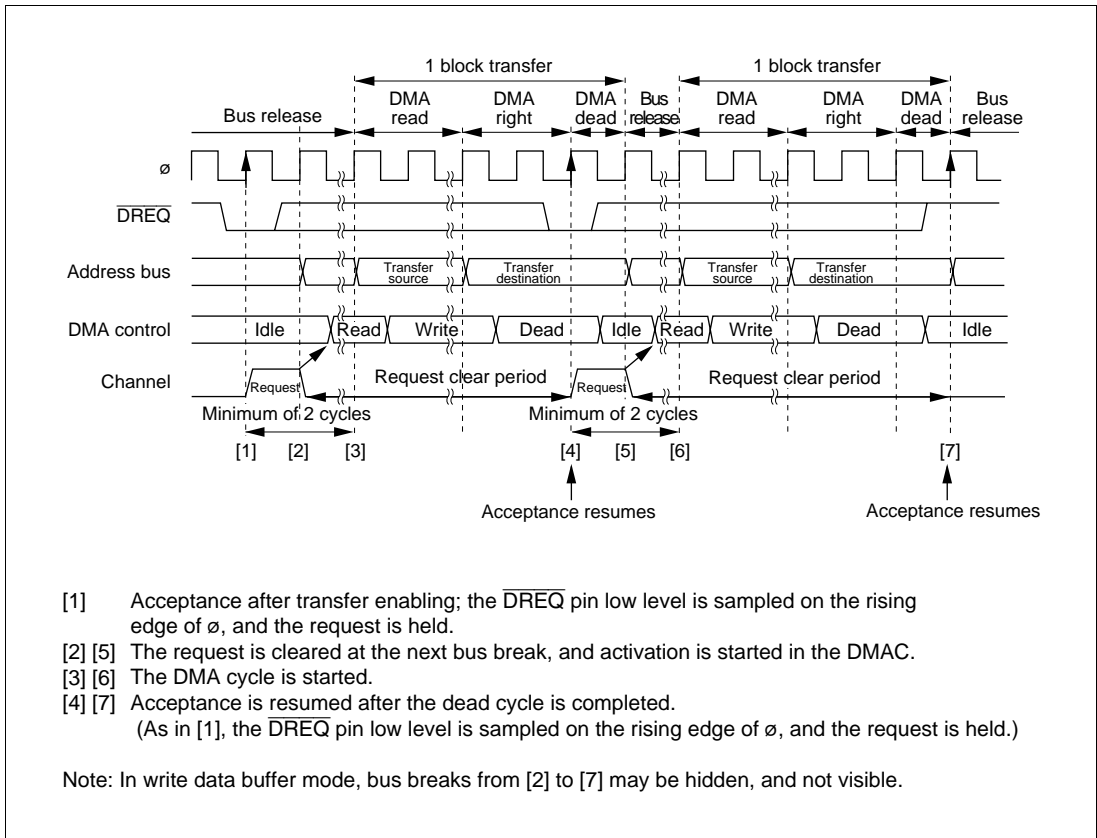 1 block transfer 1 block transfer
Bus release DMA read DMA right DMA dead Bus release DMA read DMA right DMA dead Bus release
ø
DREQ
Address bus Transfer source Transfer destination Transfer source Transfer destination
DMA control Idle Read Write Dead Idle Read Write Dead Idle
Channel Request Request clear period Request Request clear period
Minimum of 2 cycles Minimum of 2 cycles
[1] [2] [3] [4] [5] [6] [7]
Acceptance resumes Acceptance resumes
[1] Acceptance after transfer enabling; the DREQ pin low level is sampled on the rising
edge of ø, and the request is held.
[2] [5] The request is cleared at the next bus break, and activation is started in the DMAC.
[3] [6] The DMA cycle is started.
[4] [7] Acceptance is resumed after the dead cycle is completed.
(As in [1], the DREQ pin low level is sampled on the rising edge of ø, and the request is held.)
Note: In write data buffer mode, bus breaks from [2] to [7] may be hidden, and not visible.